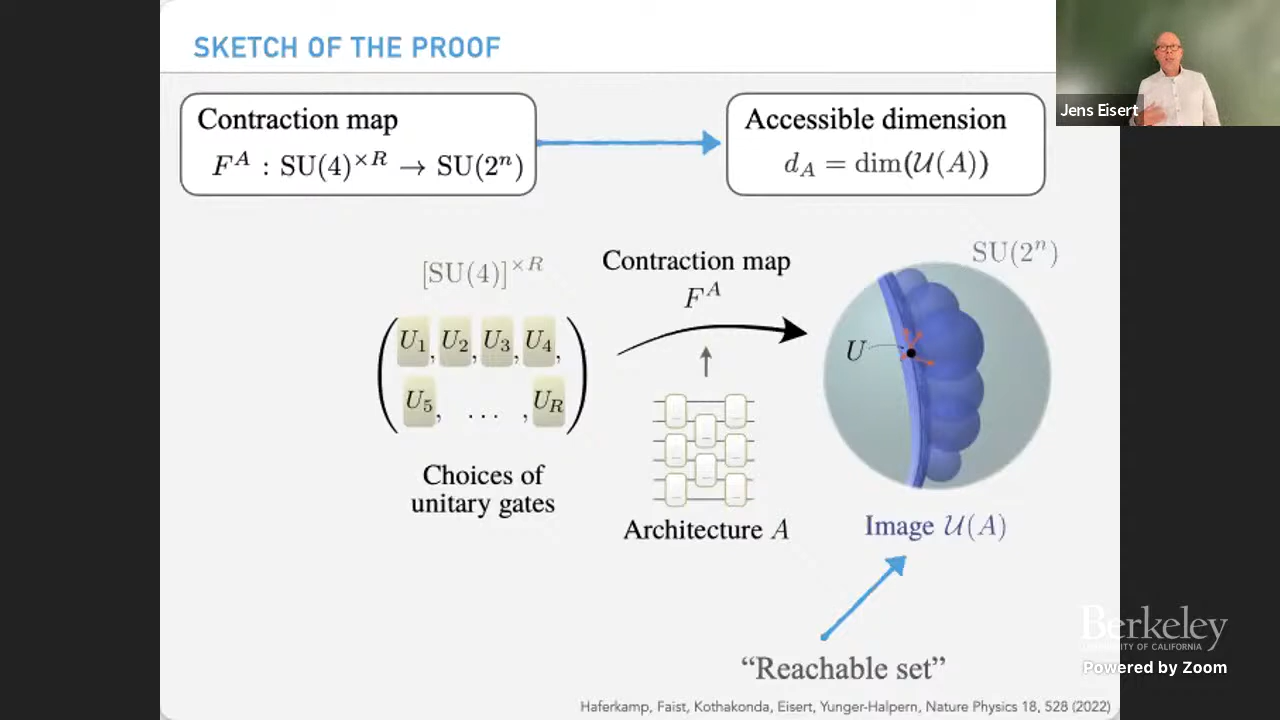 SKETCH OF THE PROOF
Jens Eisert
Contraction map
F^A : SU(4)^{×R} → SU(2^n)
Accessible dimension
d_A = dim(𝒰(A))
[SU(4)]^{×R}
Contraction map
F^A
SU(2^n)
U_1, U_2, U_3, U_4,
U_5, ... , U_R
U
Choices of
unitary gates
Architecture A
Image 𝒰(A)
Berkeley
UNIVERSITY OF CALIFORNIA
Powered by Zoom
“Reachable set”
Haferkamp, Faist, Kothakonda, Eisert, Yunger-Halpern, Nature Physics 18, 528 (2022)